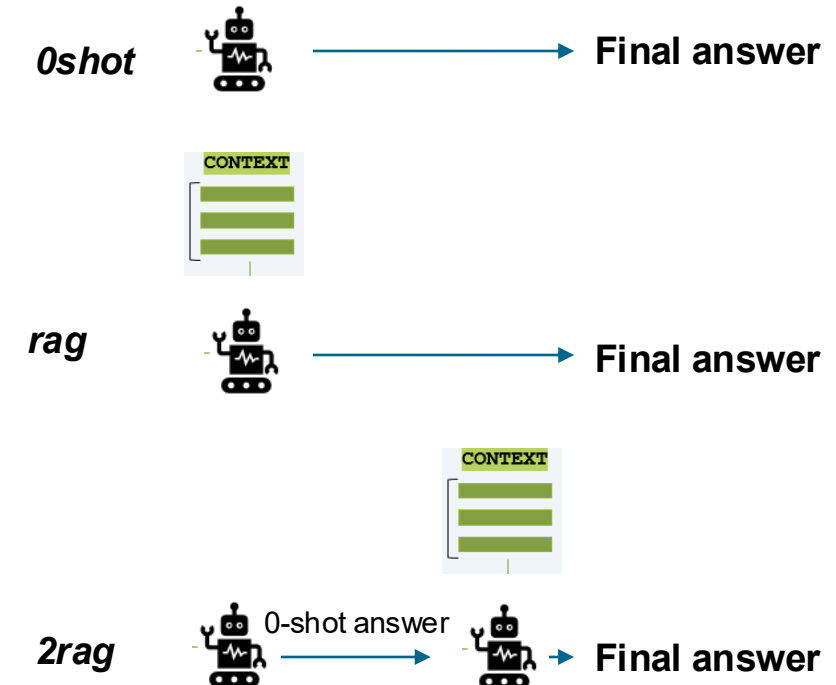 0shot
Final answer
CONTEXT
rag
Final answer
CONTEXT
2rag
0-shot answer
Final answer